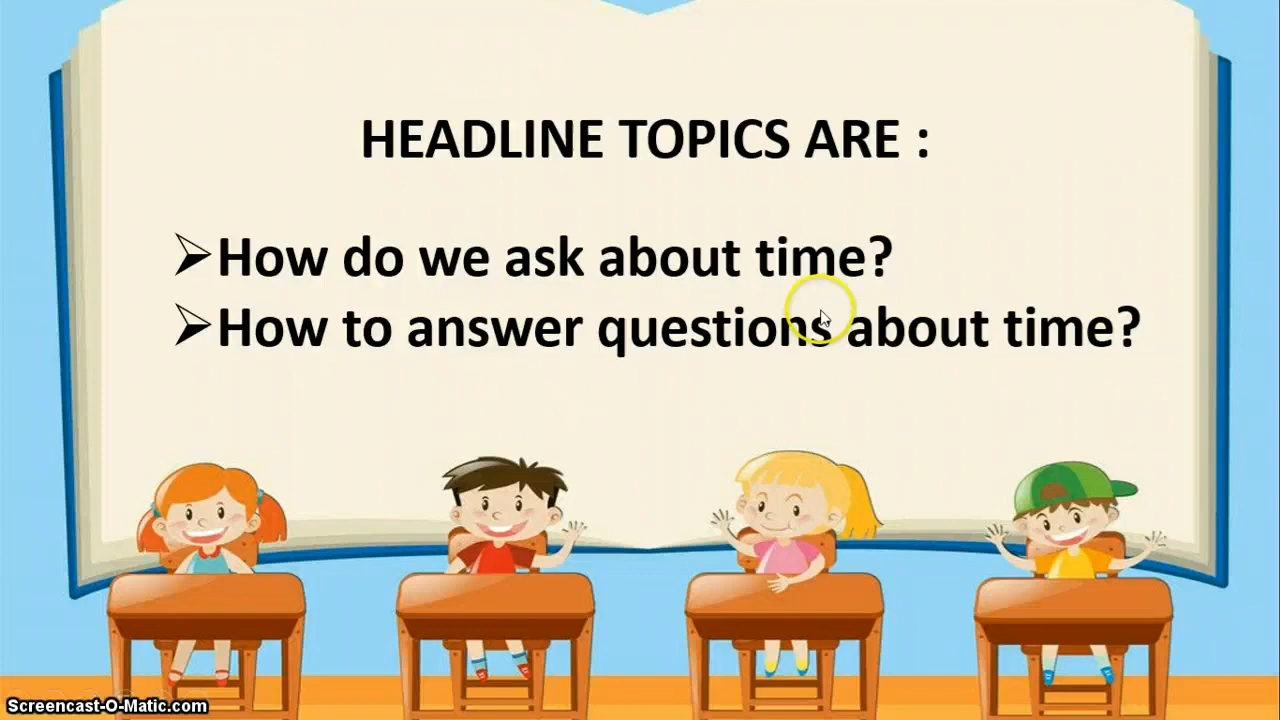 HEADLINE TOPICS ARE :
➢How do we ask about time?
➢How to answer questions about time?
Screencast-O-Matic.com